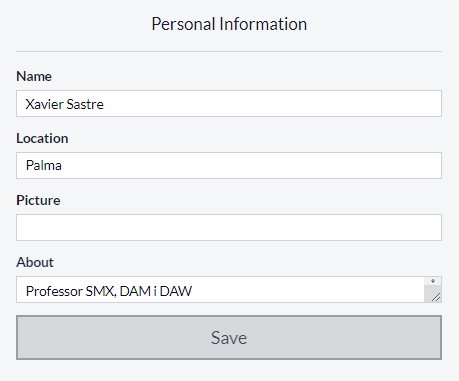 Personal Information
Name
Xavier Sastre
Location
Palma
Picture
About
Professor SMX, DAM i DAW
Save